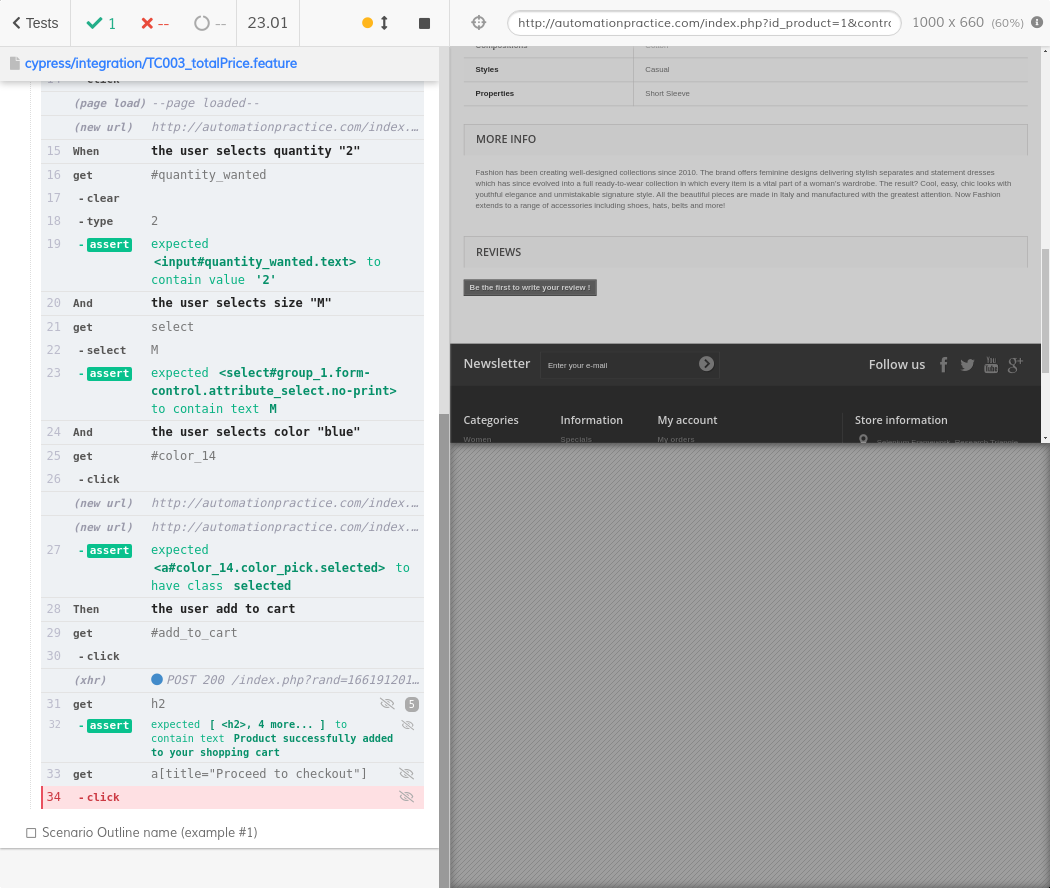 Tests
1
--
--
23.01
cypress/integration/TC003_totalPrice.feature
(page load) --page loaded--
(new url) http://automationpractice.com/index.…
15 When the user selects quantity "2"
16 get #quantity_wanted
17 - clear
18 - type 2
19 - assert expected
<input#quantity_wanted.text> to
contain value '2'
20 And the user selects size "M"
21 get select
22 - select M
23 - assert expected <select#group_1.form-
control.attribute_select.no-print>
to contain text M
24 And the user selects color "blue"
25 get #color_14
26 - click
(new url) http://automationpractice.com/index.…
(new url) http://automationpractice.com/index.…
27 - assert expected
<a#color_14.color_pick.selected> to
have class selected
28 Then the user add to cart
29 get #add_to_cart
30 - click
(xhr) POST 200 /index.php?rand=166191201…
31 get h2 5
32 - assert expected [ <h2>, 4 more... ] to
contain text Product successfully added
to your shopping cart
33 get a[title="Proceed to checkout"]
34 - click
Scenario Outline name (example #1)
http://automationpractice.com/index.php?id_product=1&contro
1000 x 660 (60%)
Styles Casual
Properties Short Sleeve
MORE INFO
Fashion has been creating well-designed collections since 2010. The brand offers feminine designs delivering stylish separates and statement dresses
which has since evolved into a full ready-to-wear collection in which every item is a vital part of a woman's wardrobe. The result? Cool, easy, chic looks with
youthful elegance and unmistakable signature style. All the beautiful pieces are made in Italy and manufactured with the greatest attention. Now Fashion
extends to a range of accessories including shoes, hats, belts and more!
REVIEWS
Be the first to write your review !
Newsletter Enter your e-mail Follow us
Categories Information My account Store information
Women Specials My orders